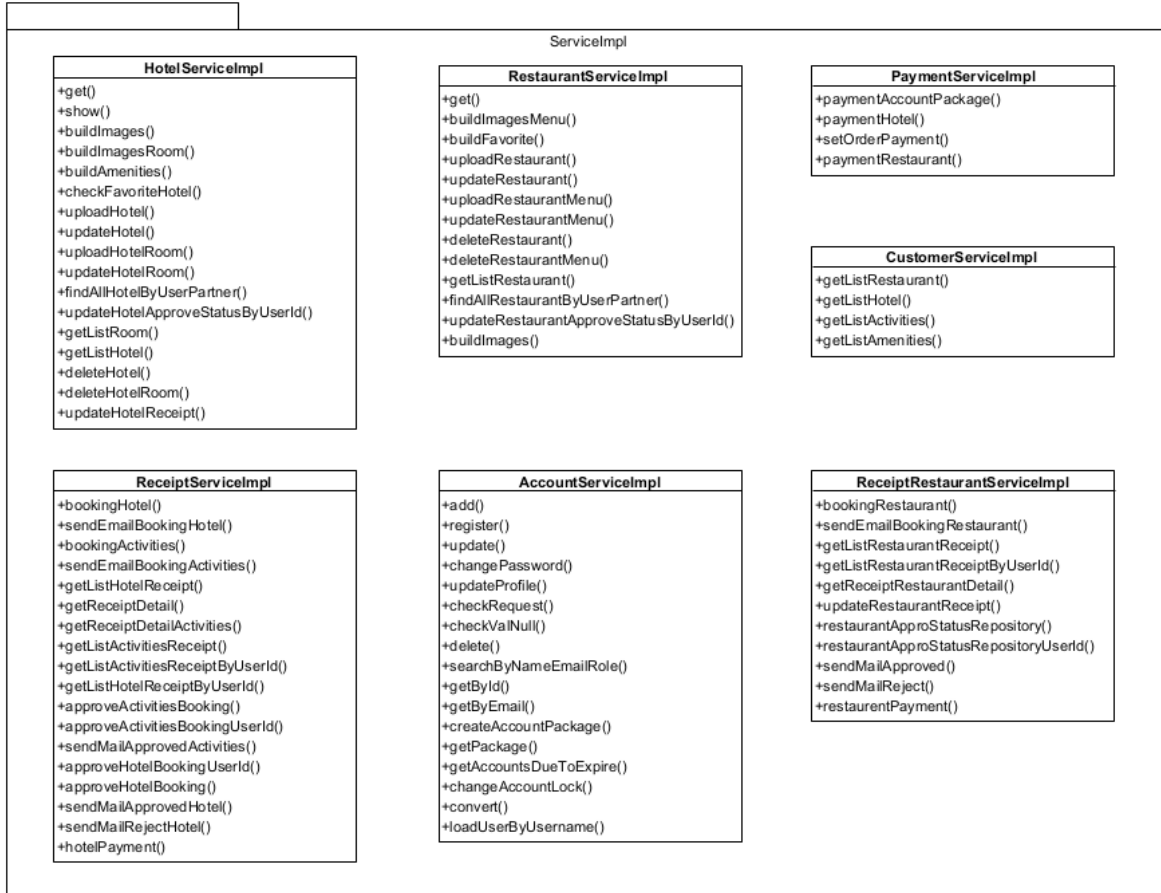 ServiceImpl
HotelServiceImpl
+get()
+show()
+buildImages()
+buildImagesRoom()
+buildAmenities()
+checkFavoriteHotel()
+uploadHotel()
+updateHotel()
+uploadHotelRoom()
+updateHotelRoom()
+findAllHotelByUserPartner()
+updateHotelApproveStatusByUserId()
+getListRoom()
+getListHotel()
+deleteHotel()
+deleteHotelRoom()
+updateHotelReceipt()
RestaurantServiceImpl
+get()
+buildImagesMenu()
+buildFavorite()
+uploadRestaurant()
+updateRestaurant()
+uploadRestaurantMenu()
+updateRestaurantMenu()
+deleteRestaurant()
+deleteRestaurantMenu()
+getListRestaurant()
+findAllRestaurantByUserPartner()
+updateRestaurantApproveStatusByUserId()
+buildImages()
PaymentServiceImpl
+paymentAccountPackage()
+paymentHotel()
+setOrderPayment()
+paymentRestaurant()
CustomerServiceImpl
+getListRestaurant()
+getListHotel()
+getListActivities()
+getListAmenities()
ReceiptServiceImpl
+bookingHotel()
+sendEmailBookingHotel()
+bookingActivities()
+sendEmailBookingActivities()
+getListHotelReceipt()
+getReceiptDetail()
+getReceiptDetailActivities()
+getListActivitiesReceipt()
+getListActivitiesReceiptByUserId()
+getListHotelReceiptByUserId()
+approveActivitiesBooking()
+approveActivitiesBookingUserId()
+sendMailApprovedActivities()
+approveHotelBookingUserId()
+approveHotelBooking()
+sendMailApprovedHotel()
+sendMailRejectHotel()
+hotelPayment()
AccountServiceImpl
+add()
+register()
+update()
+changePassword()
+updateProfile()
+checkRequest()
+checkValNull()
+delete()
+searchByNameEmailRole()
+getById()
+getByEmail()
+createAccountPackage()
+getPackage()
+getAccountsDueToExpire()
+changeAccountLock()
+convert()
+loadUserByUsername()
ReceiptRestaurantServiceImpl
+bookingRestaurant()
+sendEmailBookingRestaurant()
+getListRestaurantReceipt()
+getListRestaurantReceiptByUserId()
+getReceiptRestaurantDetail()
+updateRestaurantReceipt()
+restaurantApproStatusRepository()
+restaurantApproStatusRepositoryUserId()
+sendMailApproved()
+sendMailReject()
+restaurentPayment()